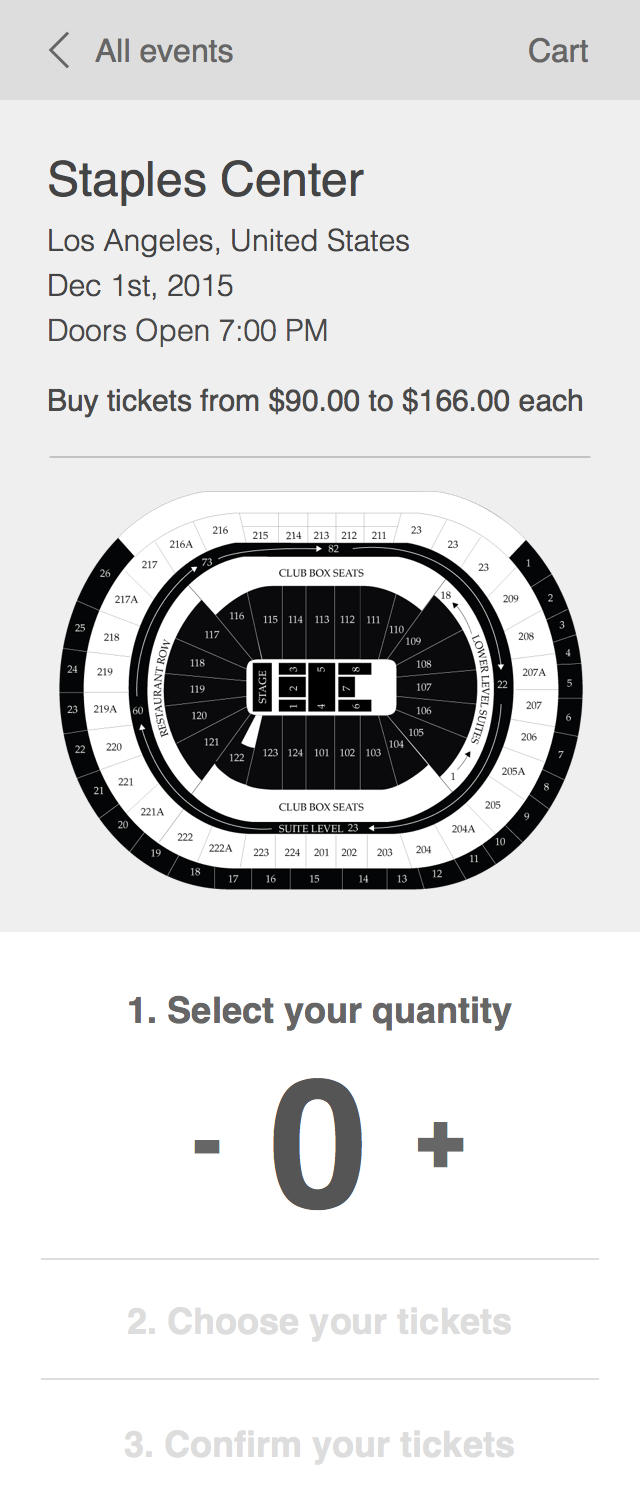 All events
Cart
Staples Center
Los Angeles, United States
Dec 1st, 2015
Doors Open 7:00 PM
Buy tickets from $90.00 to $166.00 each
216 215 214 213 212 211 23
216A 73 82 23
217 CLUB BOX SEATS 23 1
26 217A 18 209 2
116 115 114 113 112 111 110
25 218 117 109 208 3
RESTAURANT ROW LOWER LEVEL SUITES
24 219 118 STAGE 3 5 8 108 207A 4
119 2 7 107 22 5
23 219A 60 120 1 4 6 106 207 6
22 220 121 105 206 7
122 123 124 101 102 103 104
21 221 1 205A 8
20 221A CLUB BOX SEATS 205 9
19 222 SUITE LEVEL 23 204A 10
18 222A 223 224 201 202 203 204 11
17 16 15 14 13 12
1. Select your quantity
- 0 +
2. Choose your tickets
3. Confirm your tickets